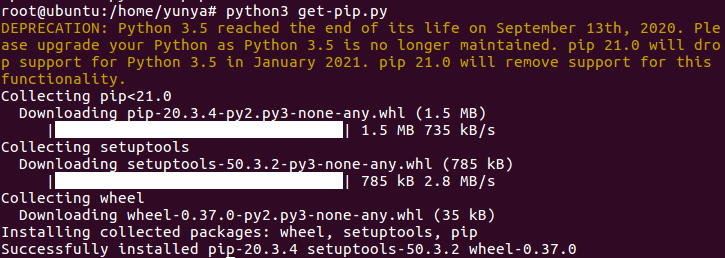 root@ubuntu:/home/yunya# python3 get-pip.py
DEPRECATION: Python 3.5 reached the end of its life on September 13th, 2020. Ple
ase upgrade your Python as Python 3.5 is no longer maintained. pip 21.0 will dro
p support for Python 3.5 in January 2021. pip 21.0 will remove support for this
functionality.
Collecting pip<21.0
  Downloading pip-20.3.4-py2.py3-none-any.whl (1.5 MB)
     |████████████████████████████████| 1.5 MB 735 kB/s
Collecting setuptools
  Downloading setuptools-50.3.2-py3-none-any.whl (785 kB)
     |████████████████████████████████| 785 kB 2.8 MB/s
Collecting wheel
  Downloading wheel-0.37.0-py2.py3-none-any.whl (35 kB)
Installing collected packages: wheel, setuptools, pip
Successfully installed pip-20.3.4 setuptools-50.3.2 wheel-0.37.0